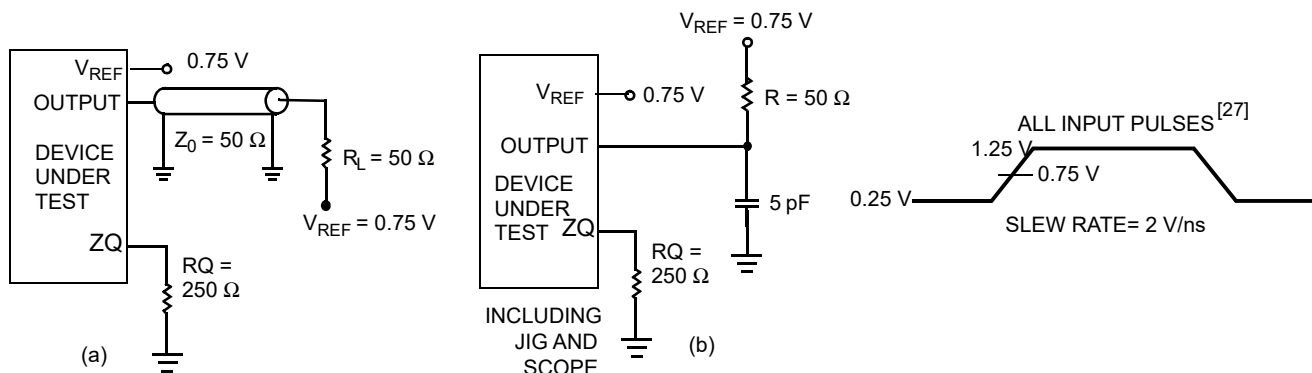 V_REF 0.75 V
OUTPUT
Z_0 = 50 Ω
DEVICE
UNDER
TEST
R_L = 50 Ω
V_REF = 0.75 V
ZQ
RQ =
250 Ω
(a)
V_REF = 0.75 V
V_REF 0.75 V
R = 50 Ω
OUTPUT
DEVICE
UNDER
TEST
5 pF
ZQ
RQ =
250 Ω
INCLUDING
JIG AND
SCOPE
(b)
ALL INPUT PULSES[27]
1.25 V
0.75 V
0.25 V
SLEW RATE= 2 V/ns